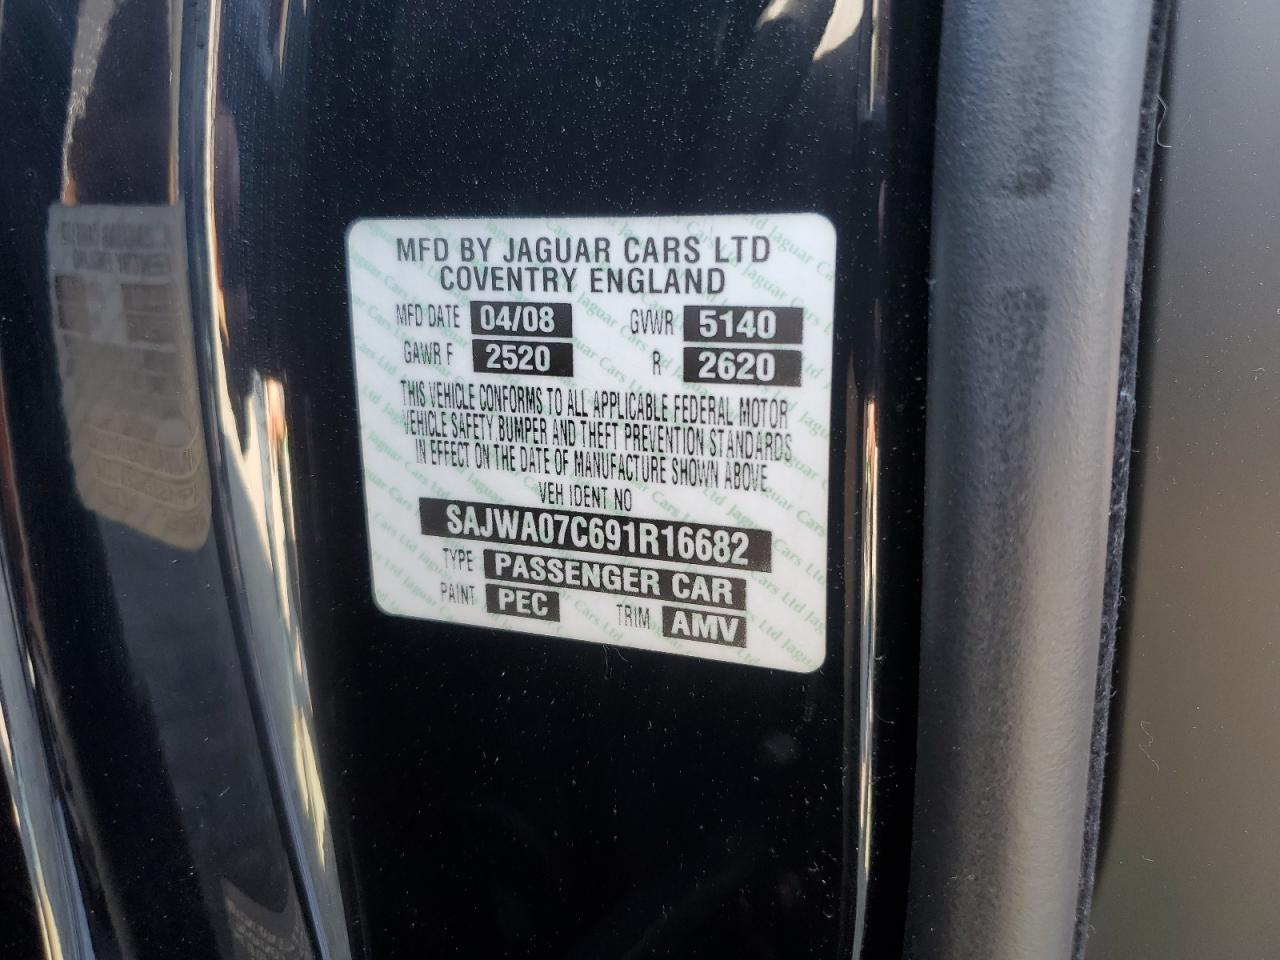 MFD BY JAGUAR CARS LTD
COVENTRY ENGLAND
MFD DATE 04/08 GVWR 5140
GAWR F 2520 R 2620
THIS VEHICLE CONFORMS TO ALL APPLICABLE FEDERAL MOTOR
VEHICLE SAFETY BUMPER AND THEFT PREVENTION STANDARDS
IN EFFECT ON THE DATE OF MANUFACTURE SHOWN ABOVE
VEH IDENT NO
SAJWA07C691R16682
TYPE PASSENGER CAR
PAINT PEC TRIM AMV